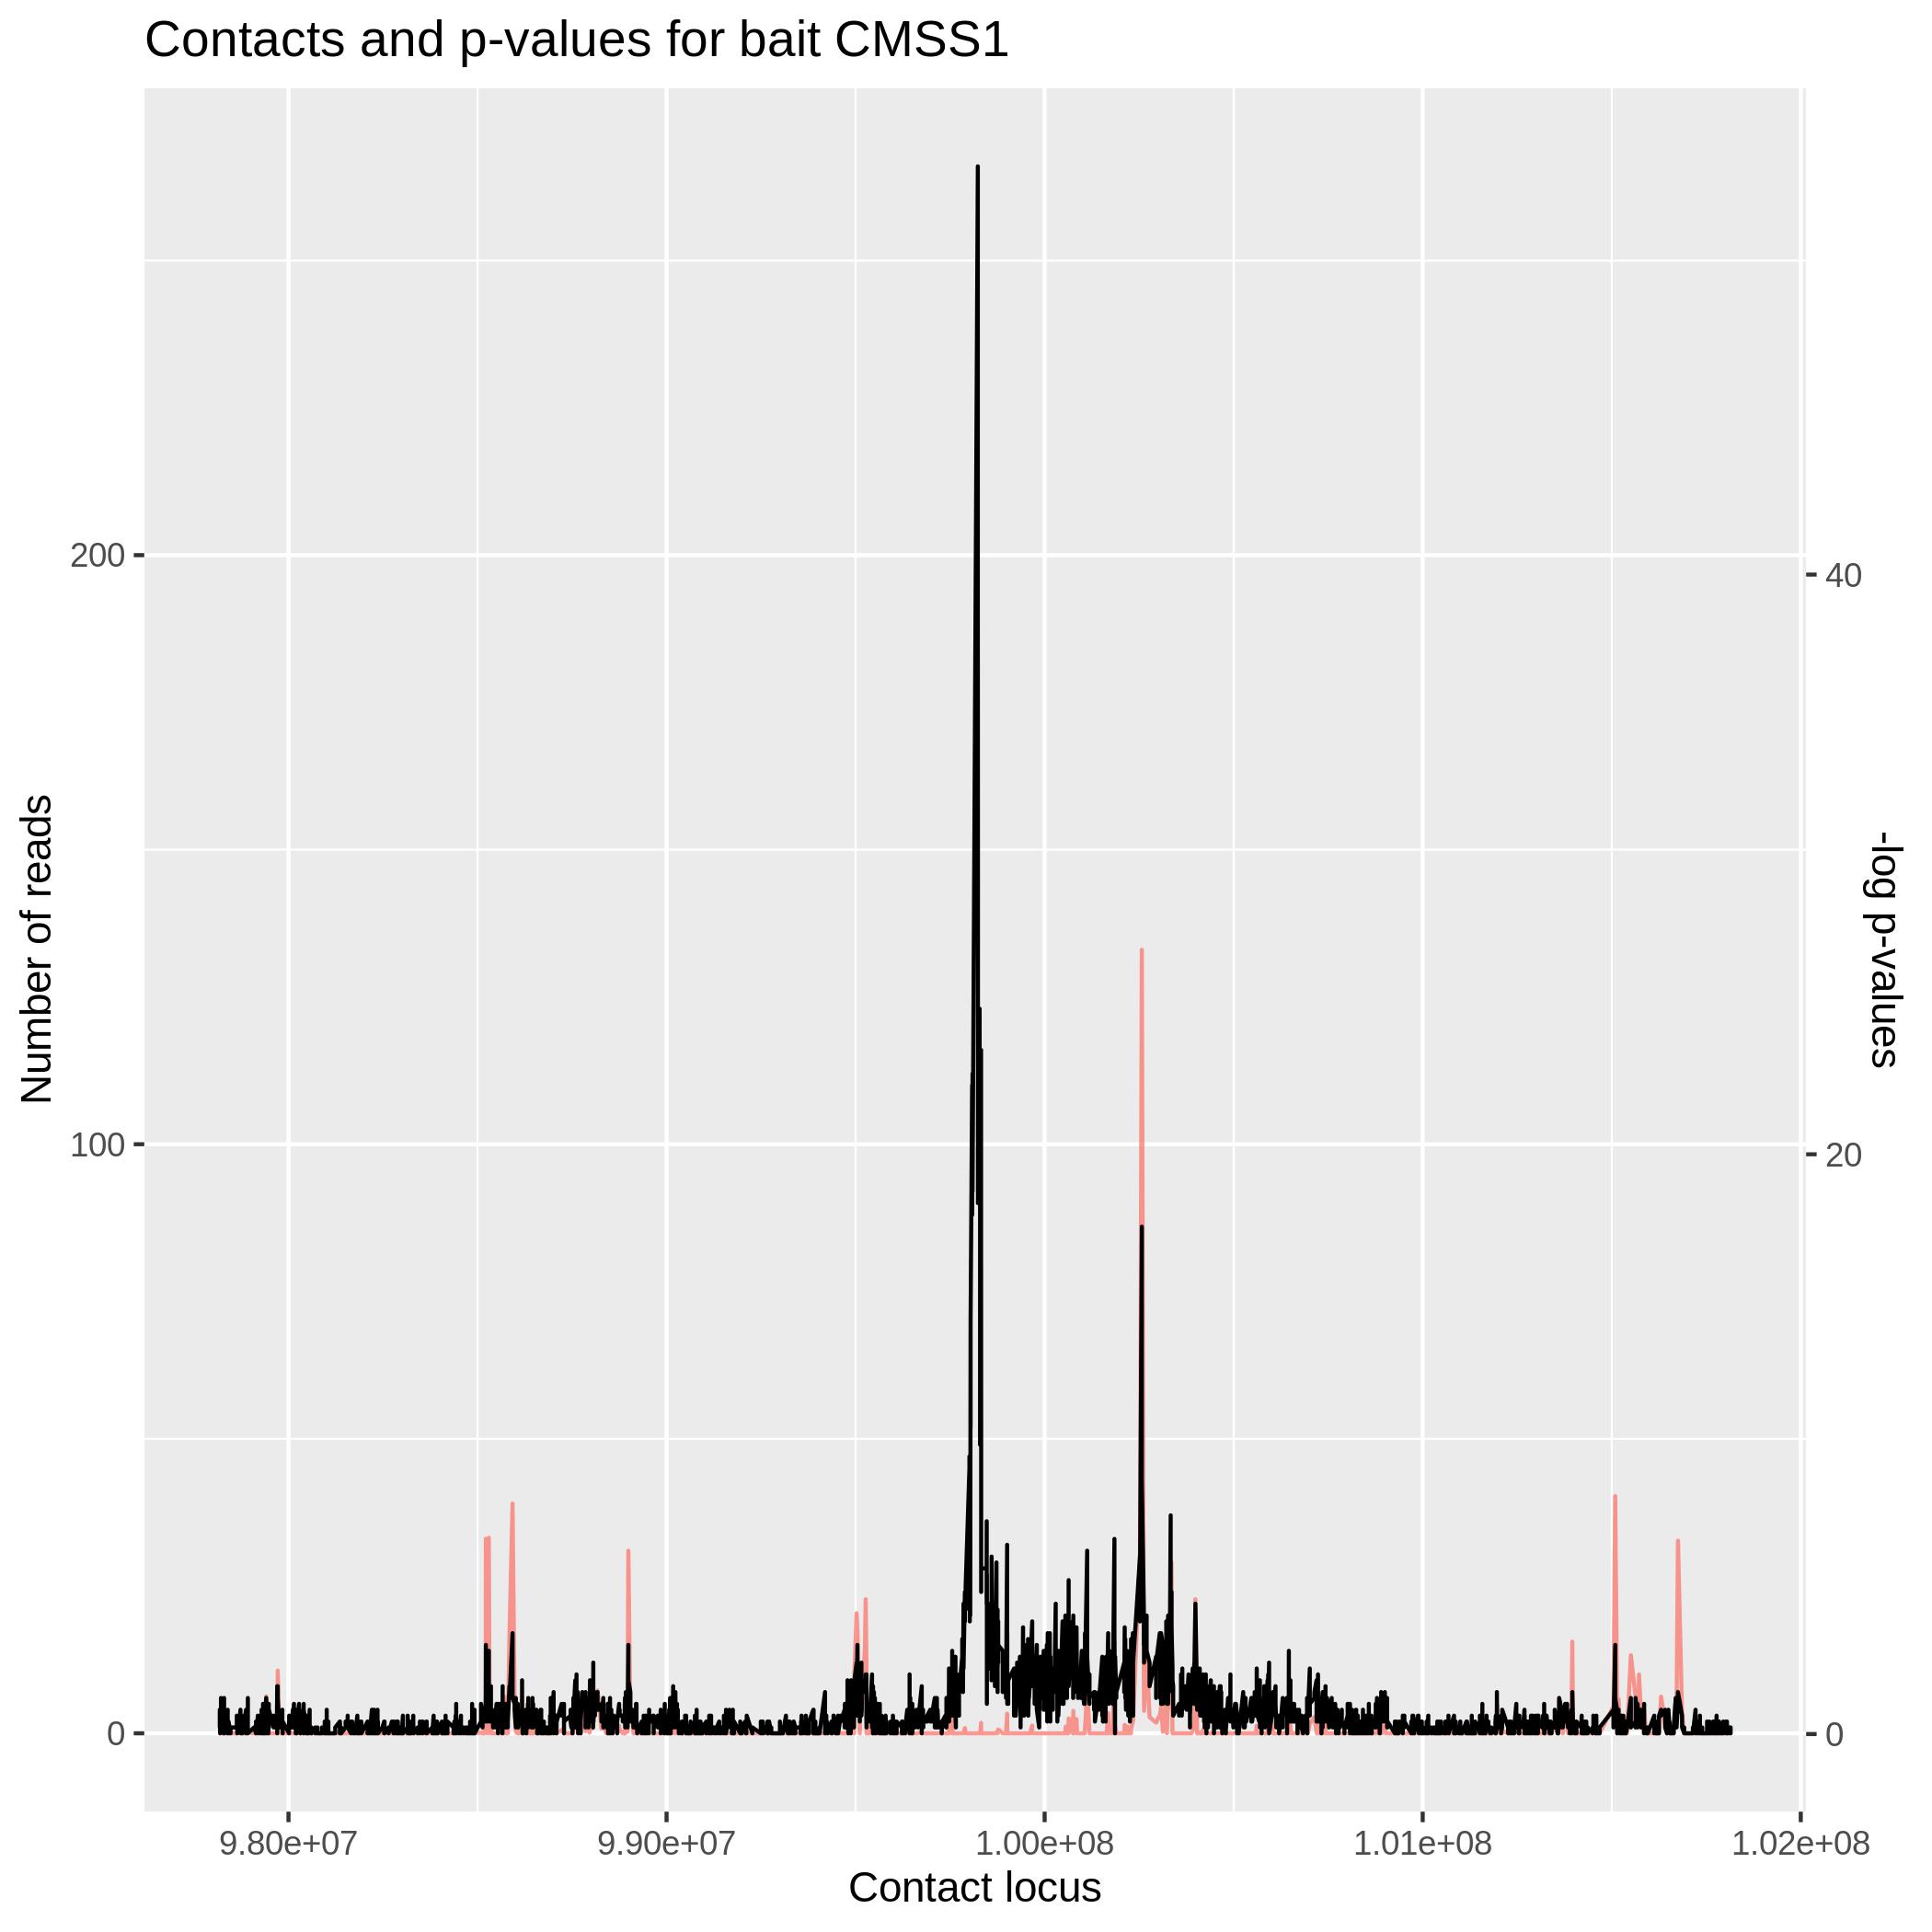 Contacts and p-values for bait CMSS1
Number of reads
200
100
0
40
20
0
-log p-values
9.80e+07
9.90e+07
1.00e+08
1.01e+08
1.02e+08
Contact locus